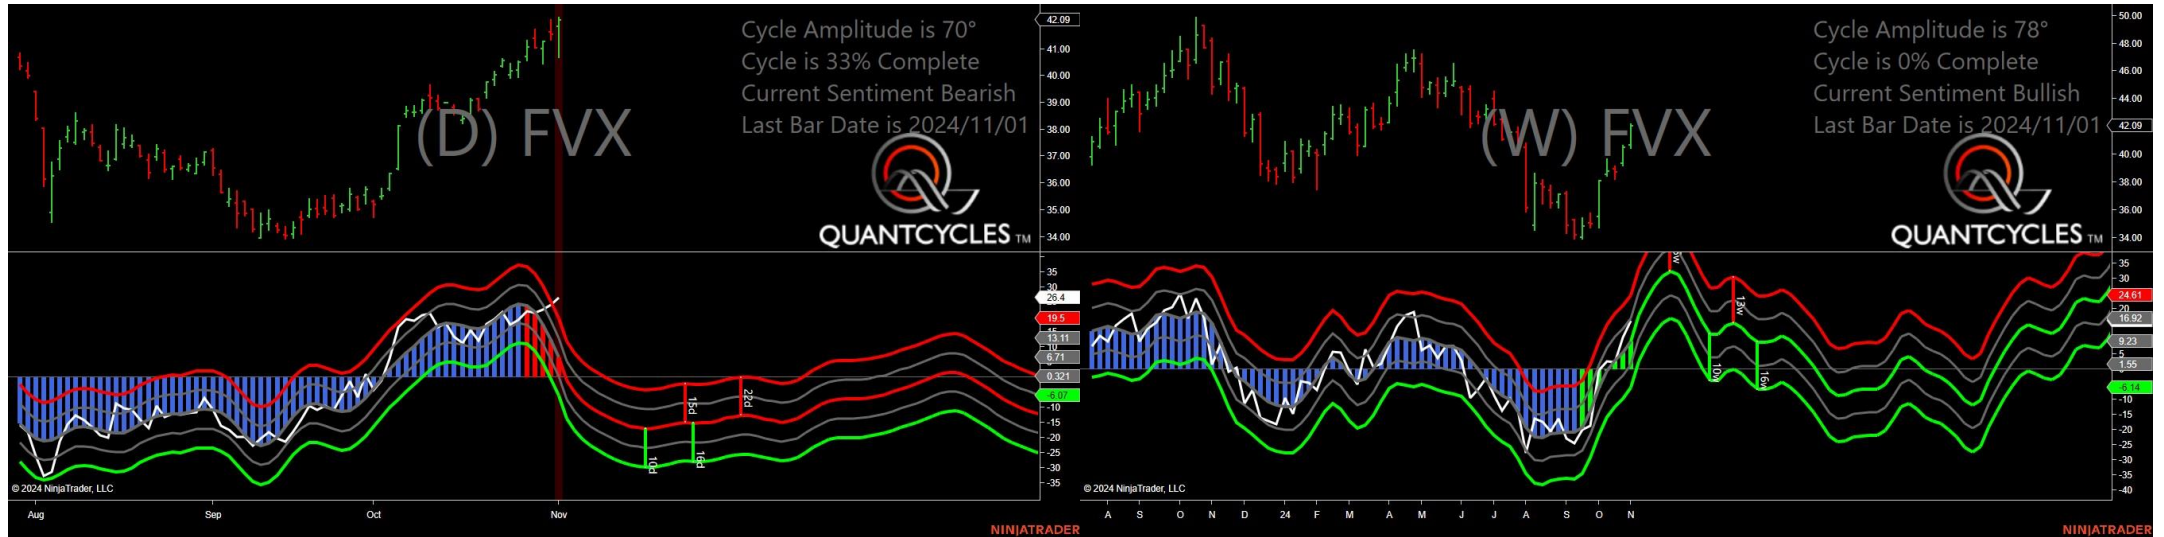 Cycle Amplitude is 70°
Cycle is 33% Complete
Current Sentiment Bearish
Last Bar Date is 2024/11/01
(D) FVX
QUANTCYCLES TM
42.09
41.00
40.00
39.00
38.00
37.00
36.00
35.00
34.00
35
30
26.4
19.5
15
13.11
10
6.71
0.321
-6.07
-10
-15
-20
-25
-30
-35
15d
22d
10d
16d
© 2024 NinjaTrader, LLC
Aug Sep Oct Nov
NINJATRADER
Cycle Amplitude is 78°
Cycle is 0% Complete
Current Sentiment Bullish
Last Bar Date is 2024/11/01
(W) FVX
QUANTCYCLES TM
50.00
48.00
46.00
44.00
42.09
40.00
38.00
36.00
34.00
35
30
24.61
20
16.92
9.23
5
1.55
-6.14
-10
-15
-20
-25
-30
-35
-40
13w
10w
16w
© 2024 NinjaTrader, LLC
A S O N D 24 F M A M J J A S O N
NINJATRADER